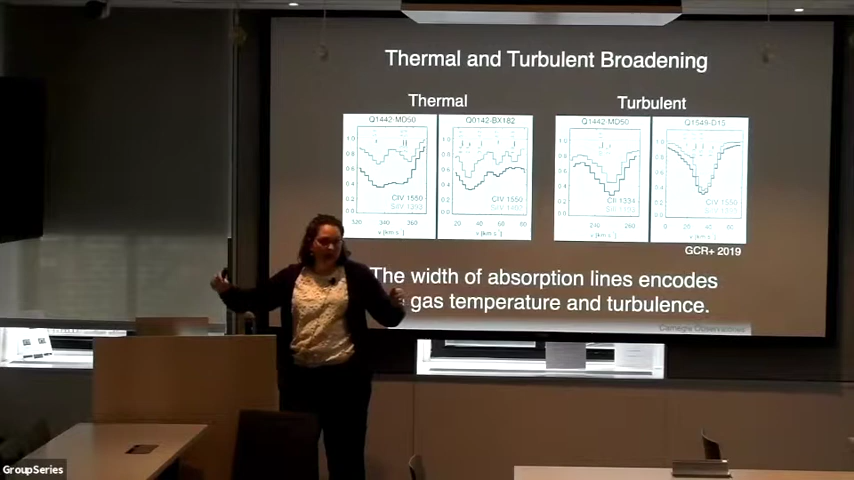 Thermal and Turbulent Broadening
Thermal
Turbulent
Q1442-MD50
Q0142-BX182
Q1442-MD50
Q1549-D15
CIV 1550
CIV 1550
CII 1334
CIV 1550
GCR+ 2019
The width of absorption lines encodes
gas temperature and turbulence.
Carnegie Observatories
GroupSeries